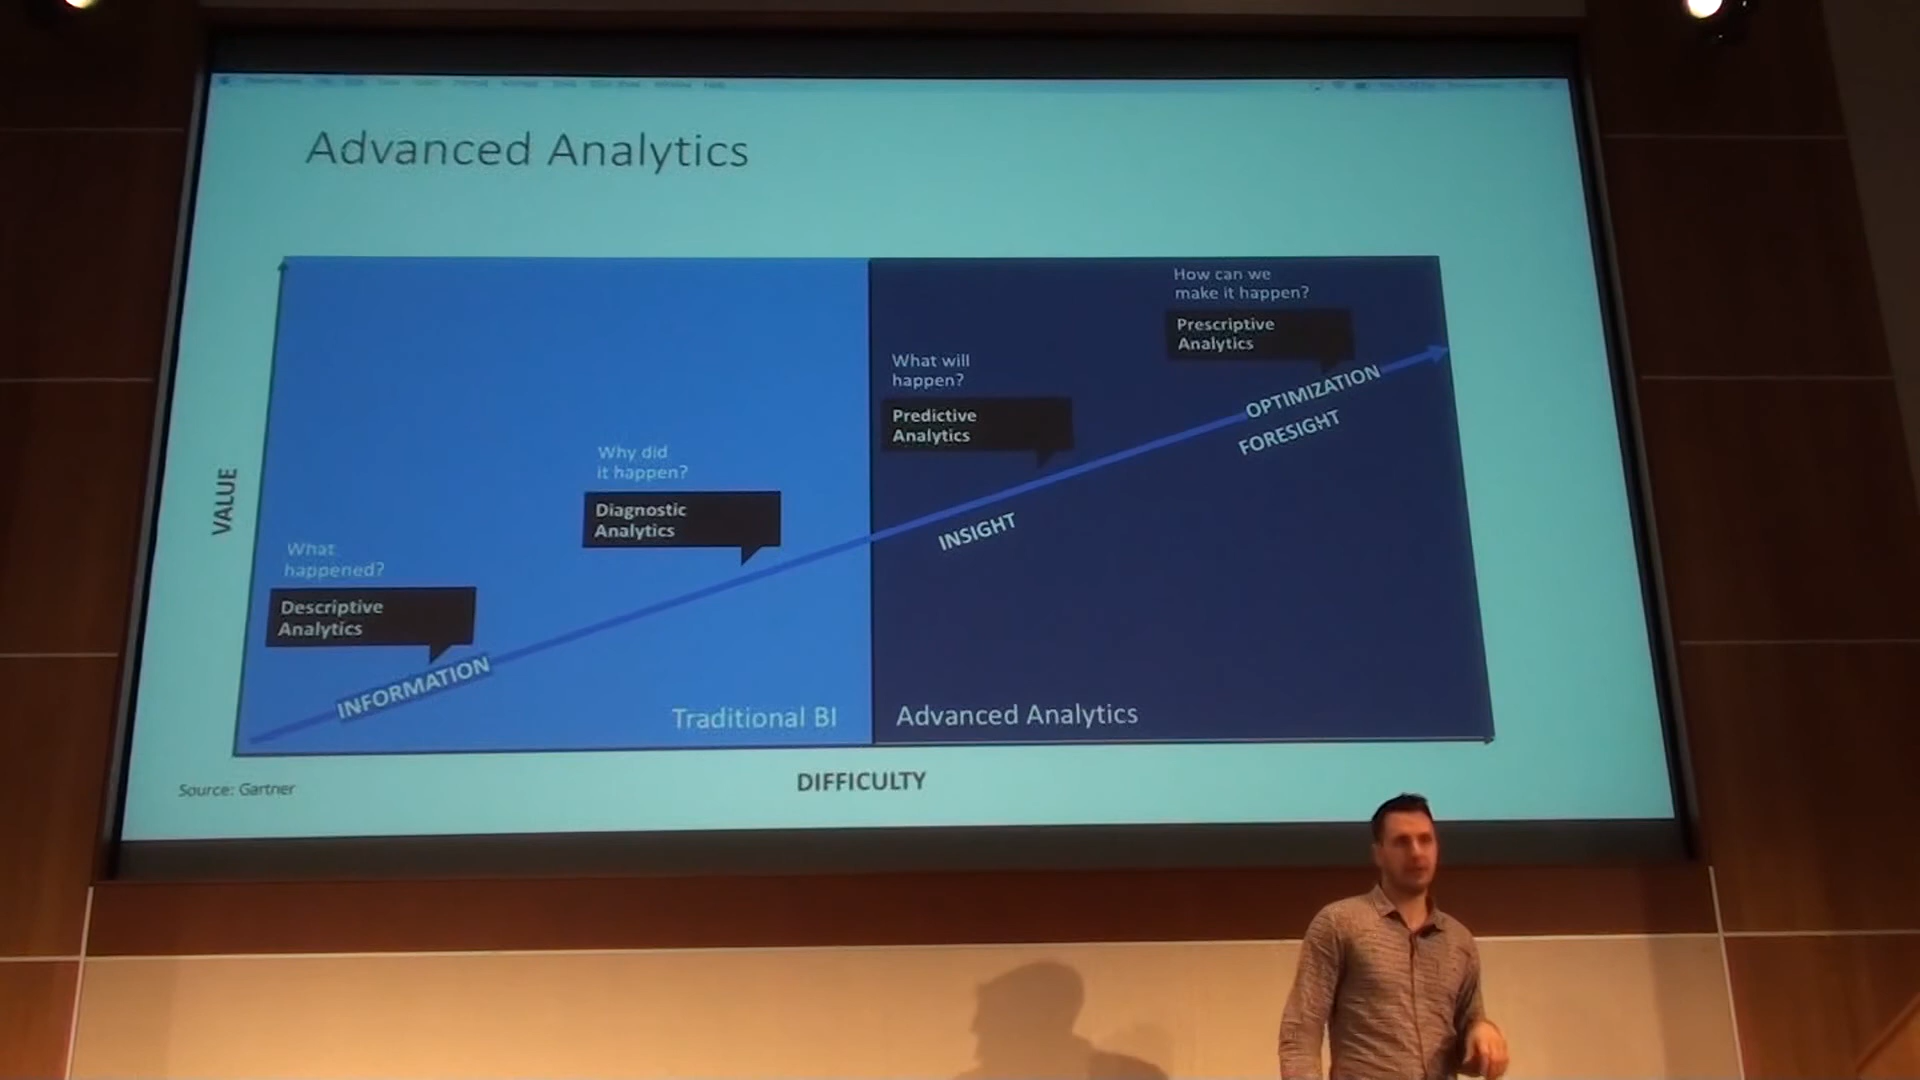 Advanced Analytics
How can we
make it happen?
Prescriptive
Analytics
What will
happen?
Predictive
Analytics
OPTIMIZATION
FORESIGHT
Why did
it happen?
Diagnostic
Analytics
INSIGHT
VALUE
What
happened?
Descriptive
Analytics
INFORMATION
Traditional BI
Advanced Analytics
DIFFICULTY
Source: Gartner